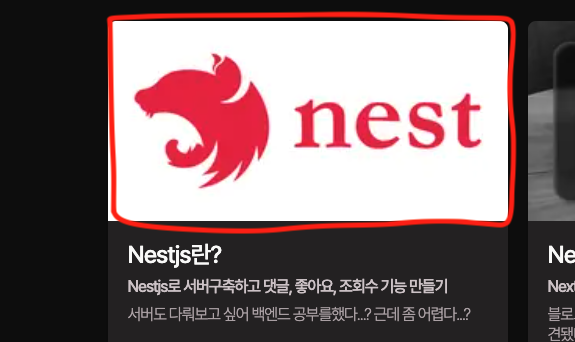 nest
Nestjs란?
Nestjs로 서버구축하고 댓글, 좋아요, 조회수 기능 만들기
서버도 다뤄보고 싶어 백엔드 공부를했다...? 근데 좀 어렵다...?
Ne
Next
블로
견됐